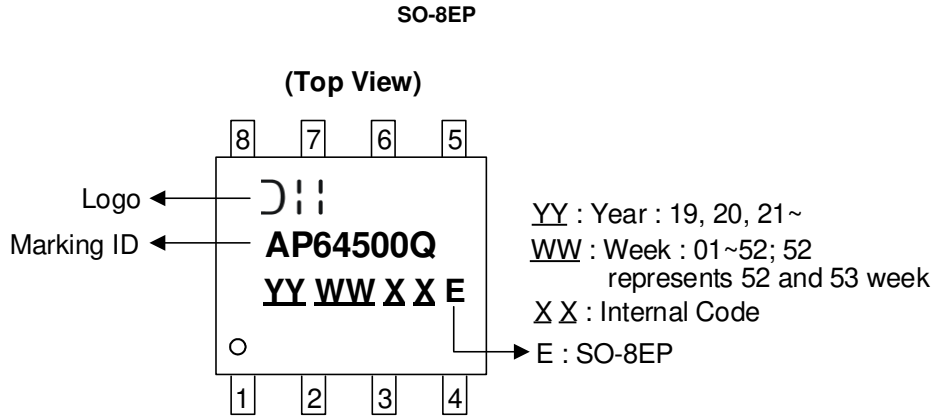 SO-8EP
(Top View)
8 7 6 5
Logo
Marking ID
AP64500Q
YY WW X X E
YY : Year : 19, 20, 21~
WW : Week : 01~52; 52
represents 52 and 53 week
X X : Internal Code
E : SO-8EP
1 2 3 4